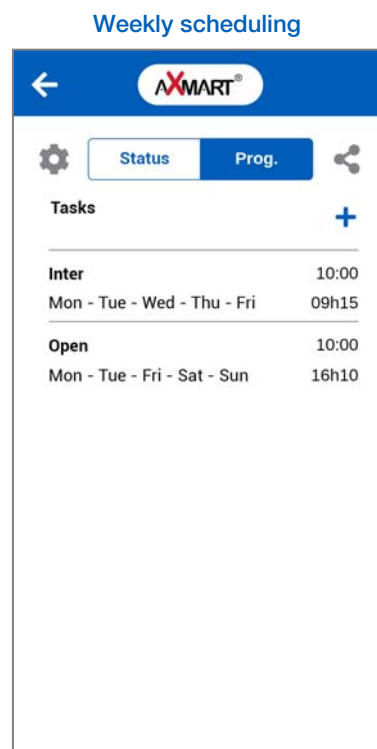 Weekly scheduling
AXMART®
Status Prog.
Tasks
+
Inter 10:00
Mon - Tue - Wed - Thu - Fri 09h15
Open 10:00
Mon - Tue - Fri - Sat - Sun 16h10